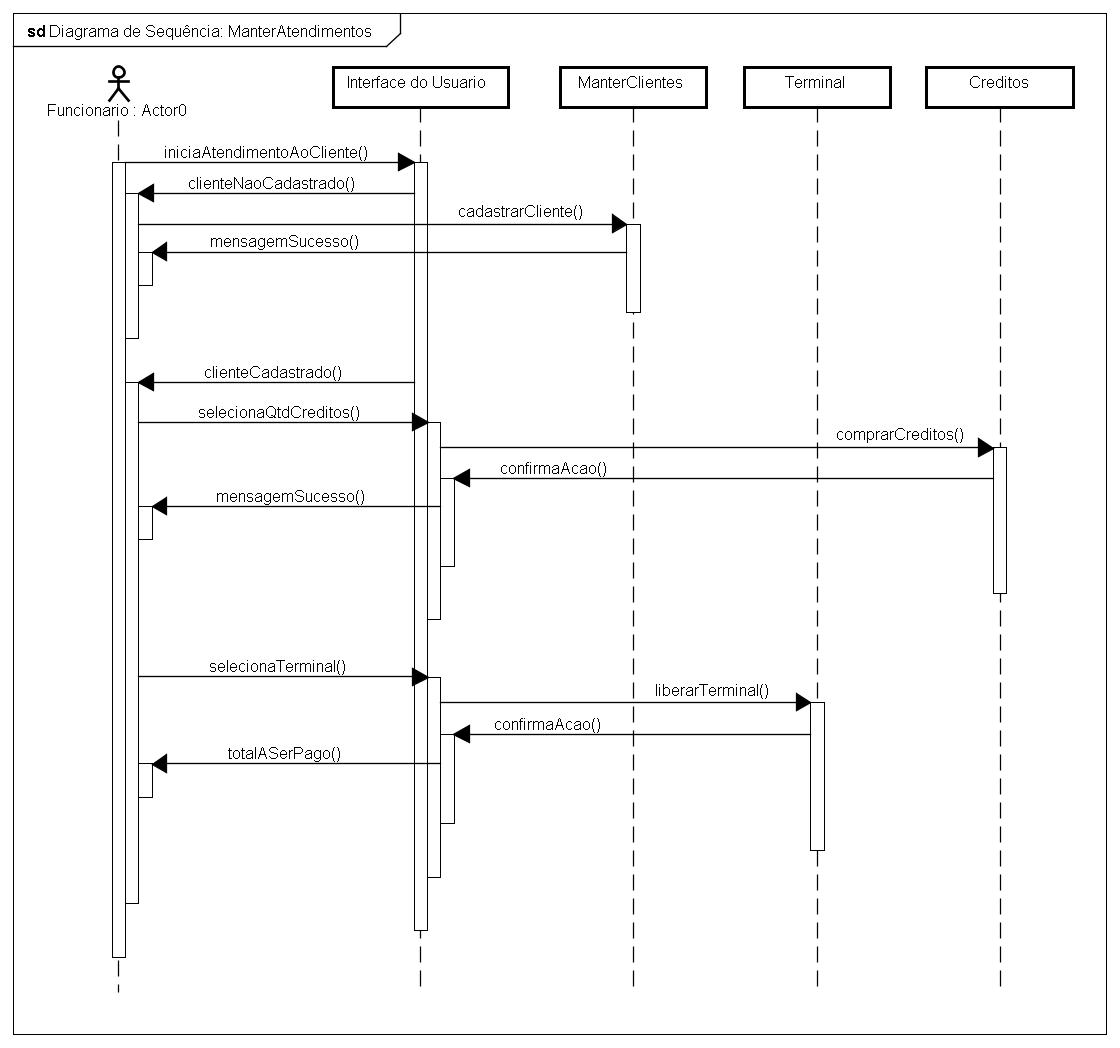 sd Diagrama de Sequência: ManterAtendimentos
Funcionario : Actor0
Interface do Usuario
ManterClientes
Terminal
Creditos
iniciaAtendimentoAoCliente()
clienteNaoCadastrado()
cadastrarCliente()
mensagemSucesso()
clienteCadastrado()
selecionaQtdCreditos()
comprarCreditos()
confirmaAcao()
mensagemSucesso()
selecionaTerminal()
liberarTerminal()
confirmaAcao()
totalASerPago()